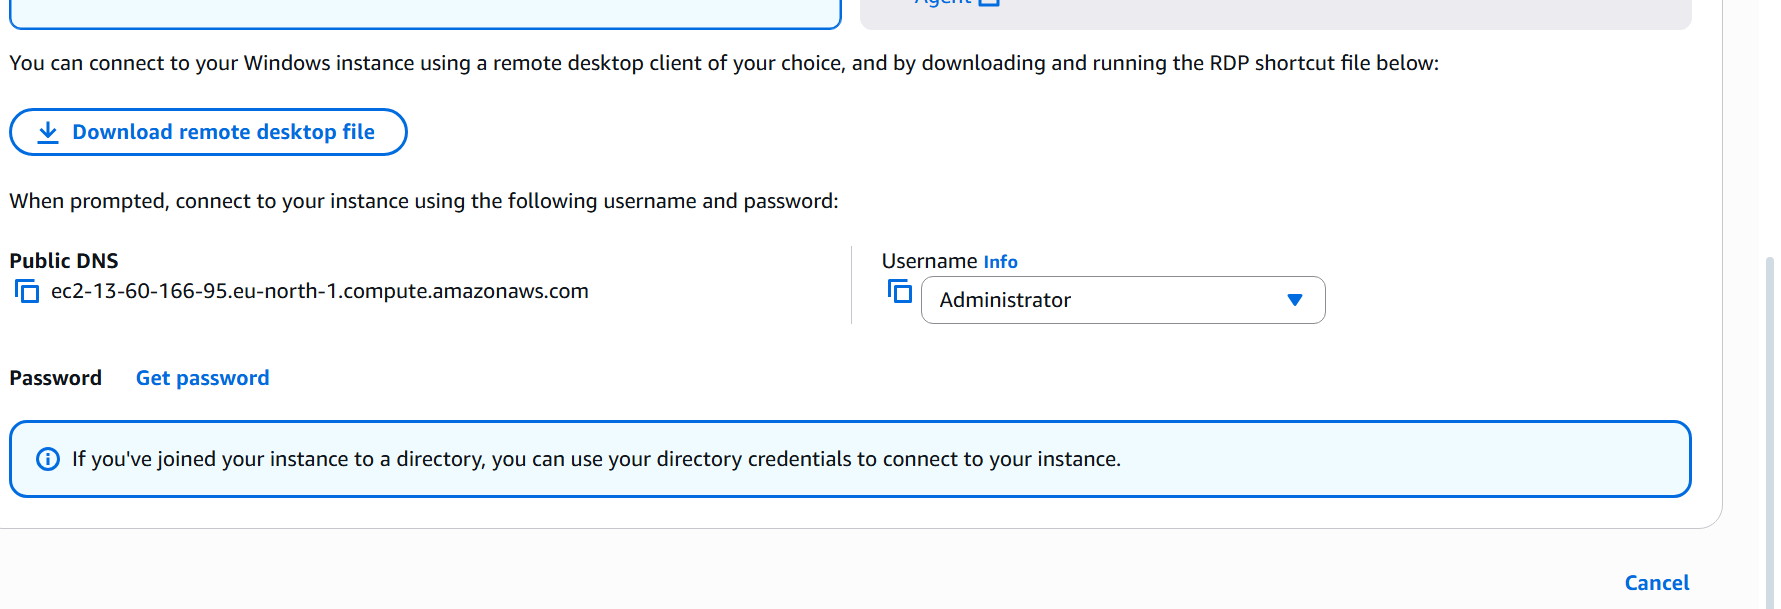 Agent
You can connect to your Windows instance using a remote desktop client of your choice, and by downloading and running the RDP shortcut file below:
Download remote desktop file
When prompted, connect to your instance using the following username and password:
Public DNS
ec2-13-60-166-95.eu-north-1.compute.amazonaws.com
Username Info
Administrator
Password Get password
If you've joined your instance to a directory, you can use your directory credentials to connect to your instance.
Cancel